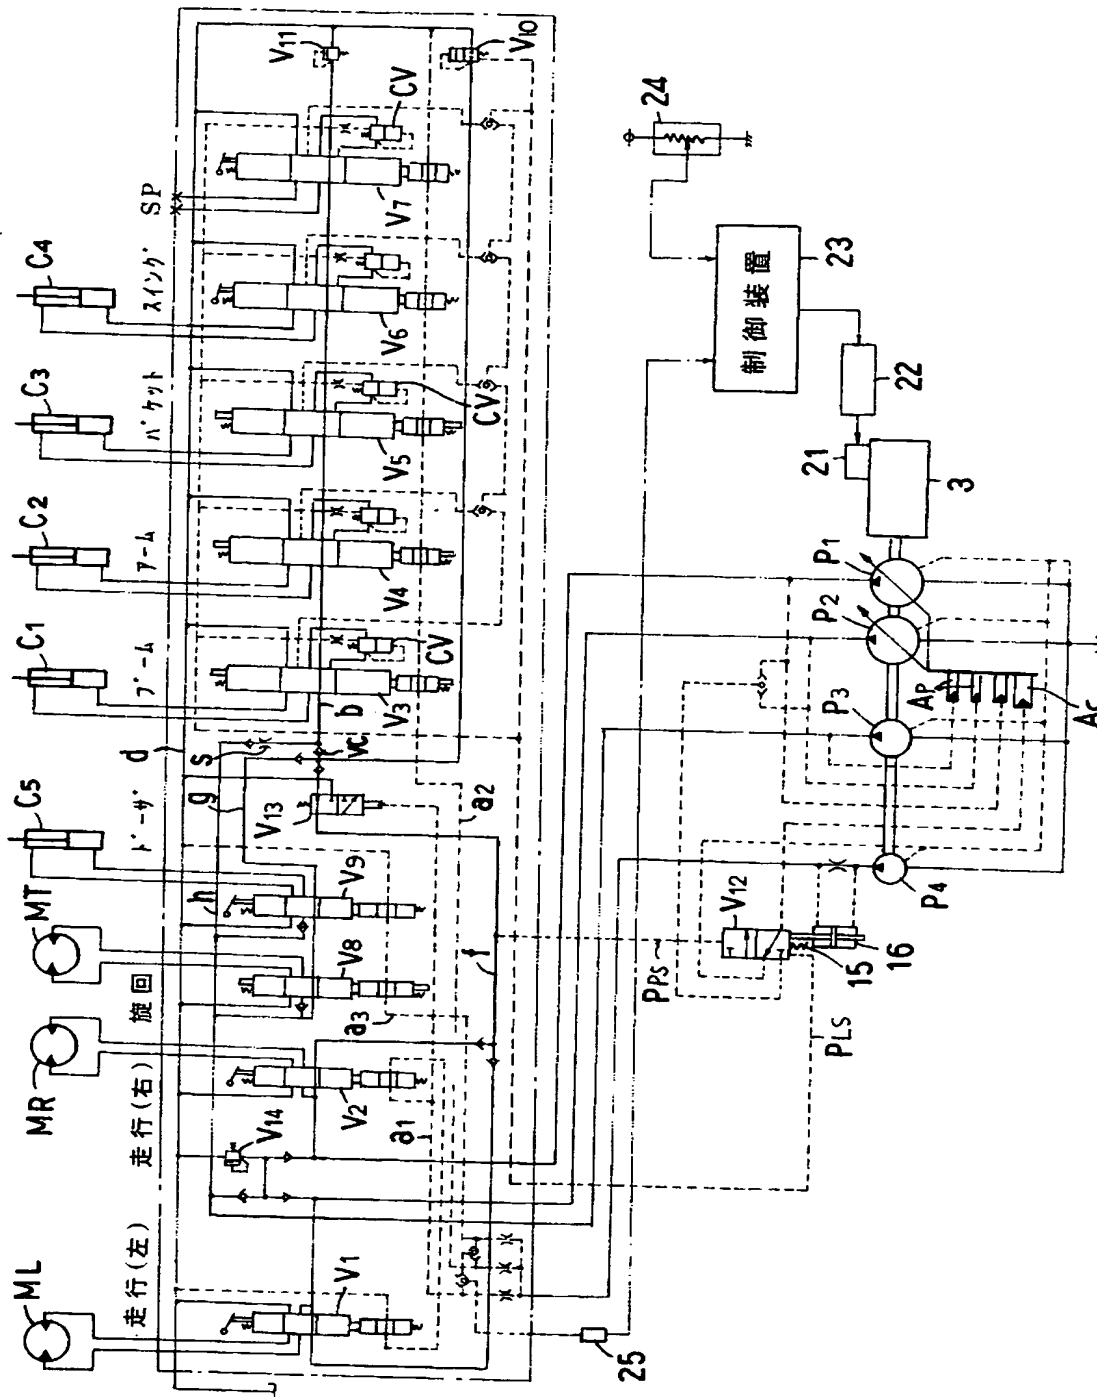 ML
MR
MT
C5
C1
C2
C3
C4
走行(左)
走行(右)
旋回
ドーザ
ブーム
アーム
バケット
スイング
SP
d
h
g
s
V14
V1
V2
V8
V9
V13
VC
b
V3
V4
V5
V6
V7
CV
CV
CV
V11
V10
a1
a2
a3
f
25
PPS
PLS
V12
15
16
P4
P3
P2
P1
AP
AC
3
21
22
制御装置
23
24